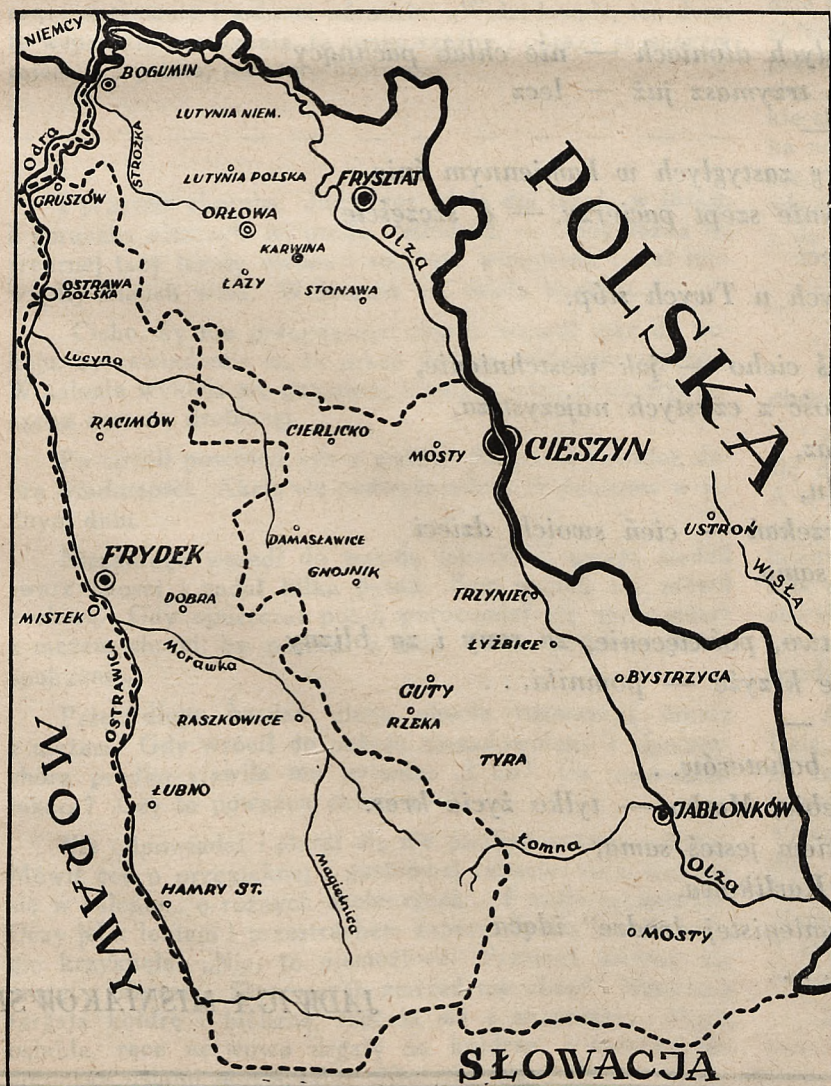 NIEMCY
BOGUMIN
LUTYNIA NIEM.
Odra
STROŻKA
LUTYNIA POLSKA
FRYSZTAT
GRUSZÓW
ORŁOWA
Olza
POLSKA
KARWINA
OSTRAWA
POLSKA
ŁAZY
STONAWA
Lucyna
RACIMÓW
CIERLICKO
MOSTY
CIESZYN
USTROŃ
DAMASŁAWICE
FRYDEK
GNOJNIK
WISŁA
DOBRA
TRZYNIEC
MISTEK
Morawka
ŁYŻBICE
OSTRAWICA
BYSTRZYCA
GUTY
RASZKOWICE
RZEKA
MORAWY
TYRA
ŁUBNO
JABŁONKÓW
Łomna
Olza
Magielnica
HAMRY ST.
MOSTY
SŁOWACJA